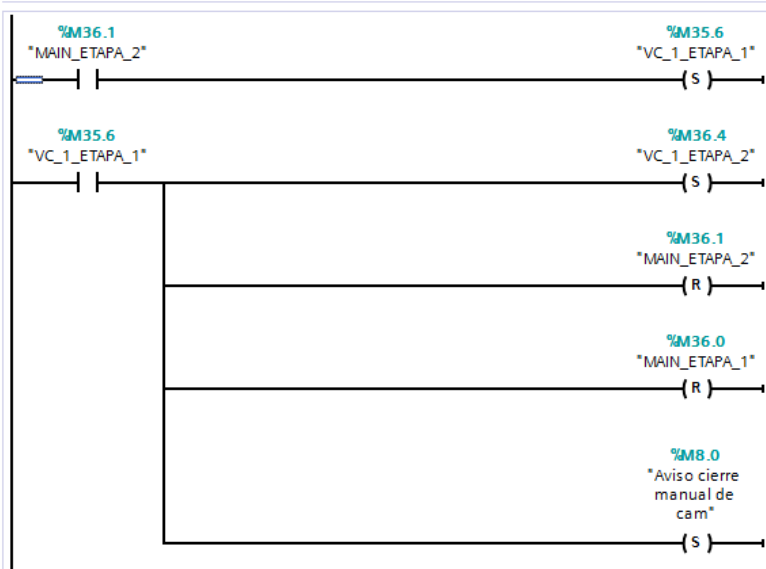 %M36.1 %M35.6
"MAIN_ETAPA_2" "VC_1_ETAPA_1"
S
%M35.6 %M36.4
"VC_1_ETAPA_1" "VC_1_ETAPA_2"
S
%M36.1
"MAIN_ETAPA_2"
R
%M36.0
"MAIN_ETAPA_1"
R
%M8.0
"Aviso cierre
manual de
cam"
S